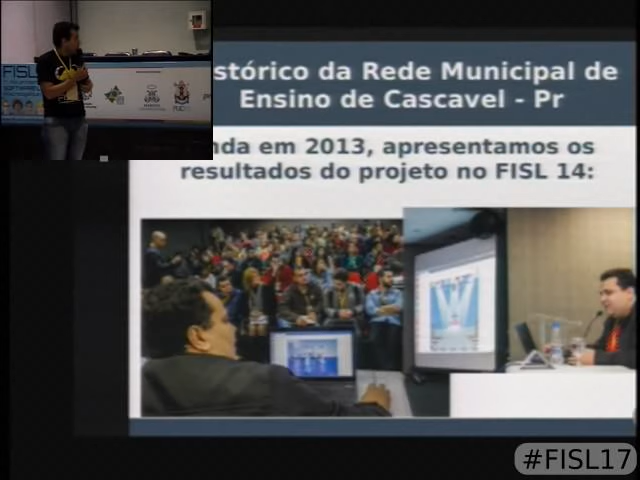 stórico da Rede Municipal de
Ensino de Cascavel - Pr
nda em 2013, apresentamos os
resultados do projeto no FISL 14:
FISL
#FISL17